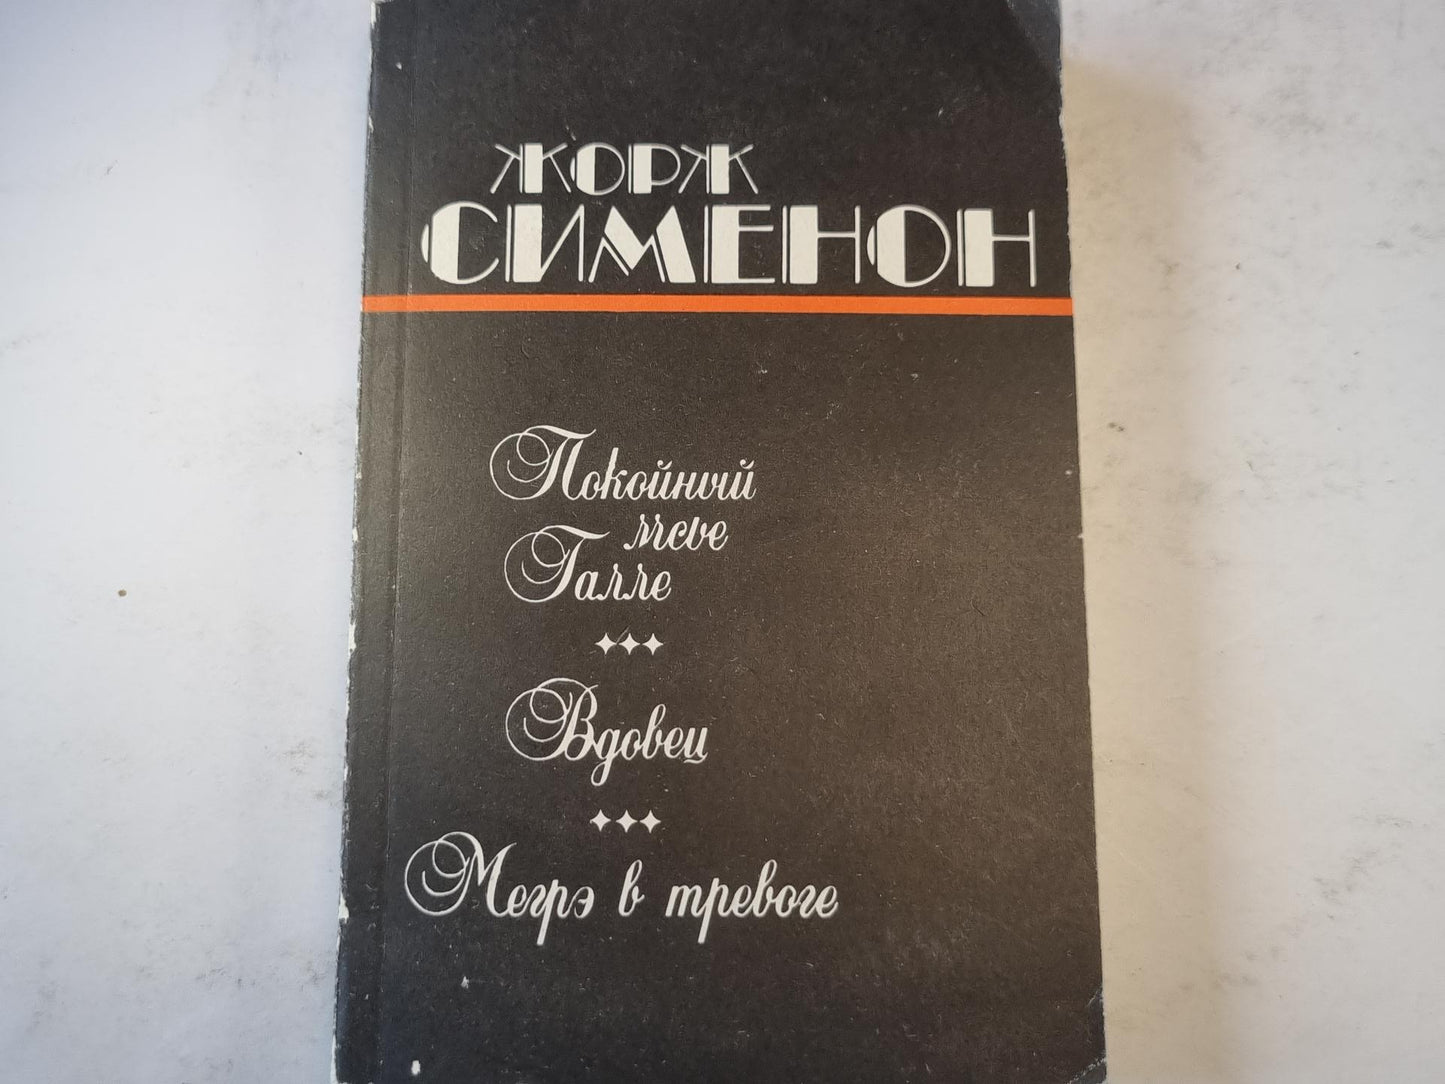 ЖОРЖ
СИМЕНОН
Покойный
мсье
Галле
Вдовец
Мегрэ в тревоге